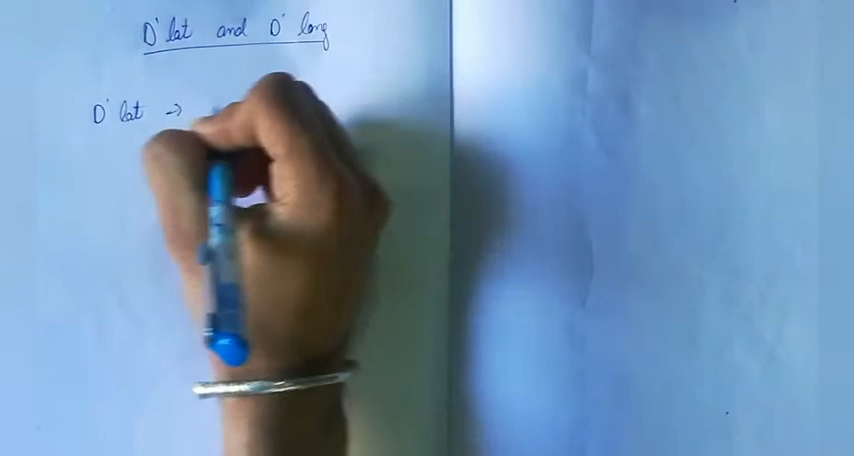 D' lat and D' long
D' lat →